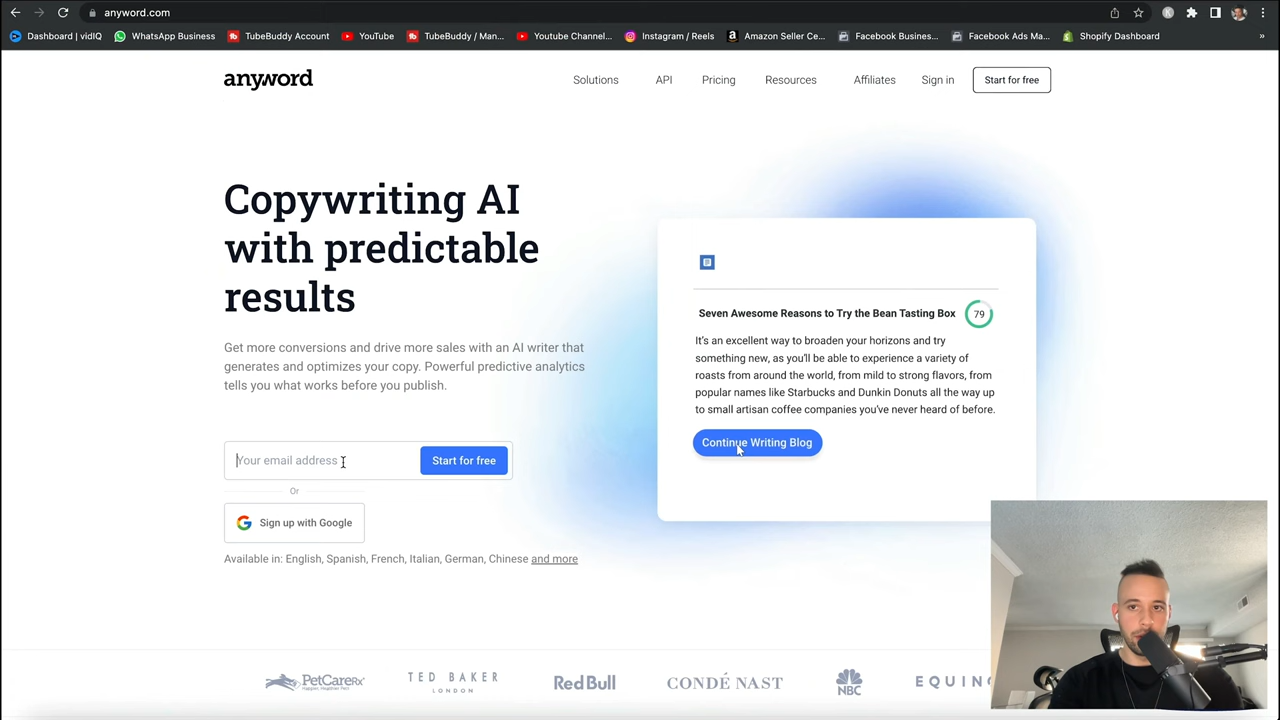 anyword.com
Dashboard | vidIQ
WhatsApp Business
TubeBuddy Account
YouTube
TubeBuddy / Man...
Youtube Channel...
Instagram / Reels
Amazon Seller Ce...
Facebook Busines...
Facebook Ads Ma...
Shopify Dashboard
»
anyword
Solutions
API
Pricing
Resources
Affiliates
Sign in
Start for free
Copywriting AI
with predictable
results
Get more conversions and drive more sales with an AI writer that
generates and optimizes your copy. Powerful predictive analytics
tells you what works before you publish.
Your email address
Start for free
Or
Sign up with Google
Available in: English, Spanish, French, Italian, German, Chinese and more
Seven Awesome Reasons to Try the Bean Tasting Box
79
It's an excellent way to broaden your horizons and try
something new, as you'll be able to experience a variety of
roasts from around the world, from mild to strong flavors, from
popular names like Starbucks and Dunkin Donuts all the way up
to small artisan coffee companies you've never heard of before.
Continue Writing Blog
PetCareRx
Happier, Healthier Pets
TED BAKER
LONDON
Red Bull
CONDÉ NAST
NBC
EQUIN